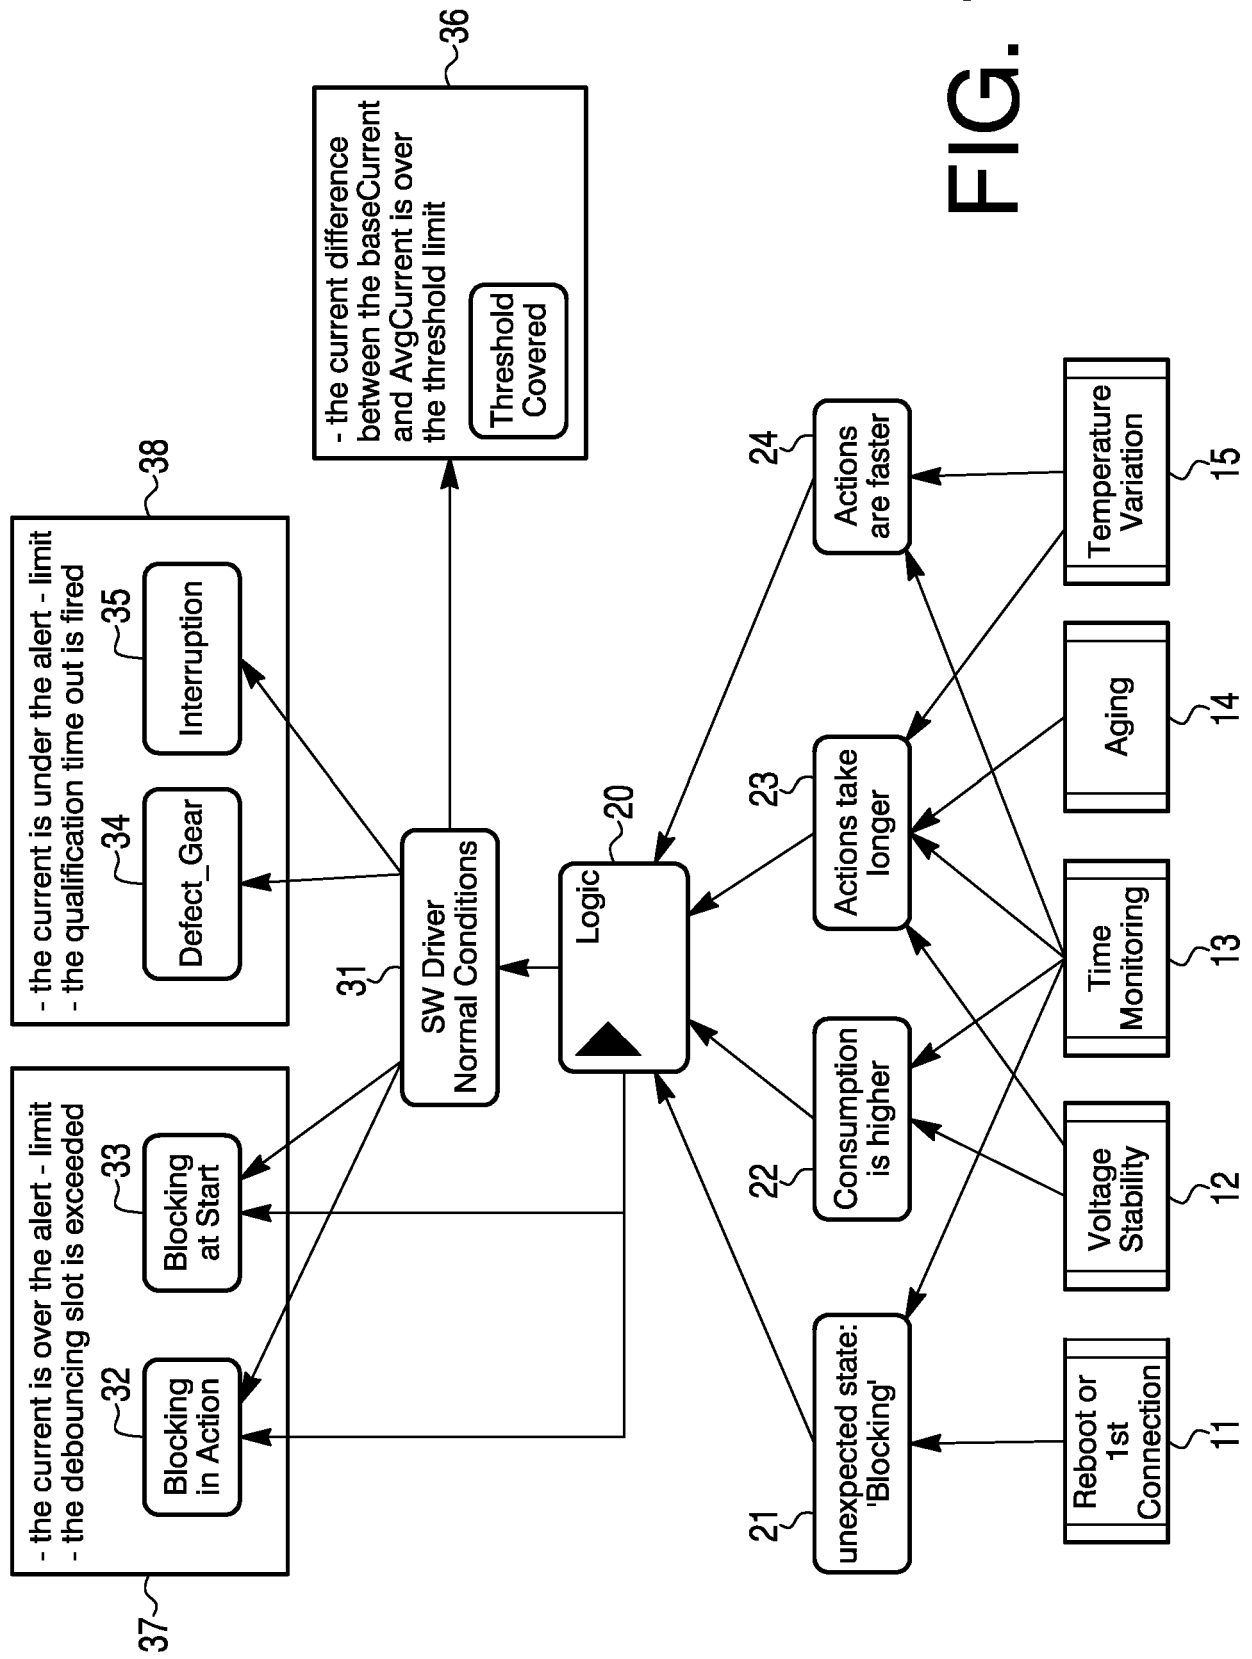 37
- the current is over the alert - limit
- the debouncing slot is exceeded
32
Blocking
in Action
33
Blocking
at Start
38
- the current is under the alert - limit
- the qualification time out is fired
34
Defect_Gear
35
Interruption
36
- the current difference
between the baseCurrent
and AvgCurrent is over
the threshold limit
Threshold
Covered
31
SW Driver
Normal Conditions
20
Logic
21
unexpected state:
'Blocking'
22
Consumption
is higher
23
Actions take
longer
24
Actions
are faster
Reboot or
1st
Connection
11
Voltage
Stability
12
Time
Monitoring
13
Aging
14
Temperature
Variation
15
FIG.